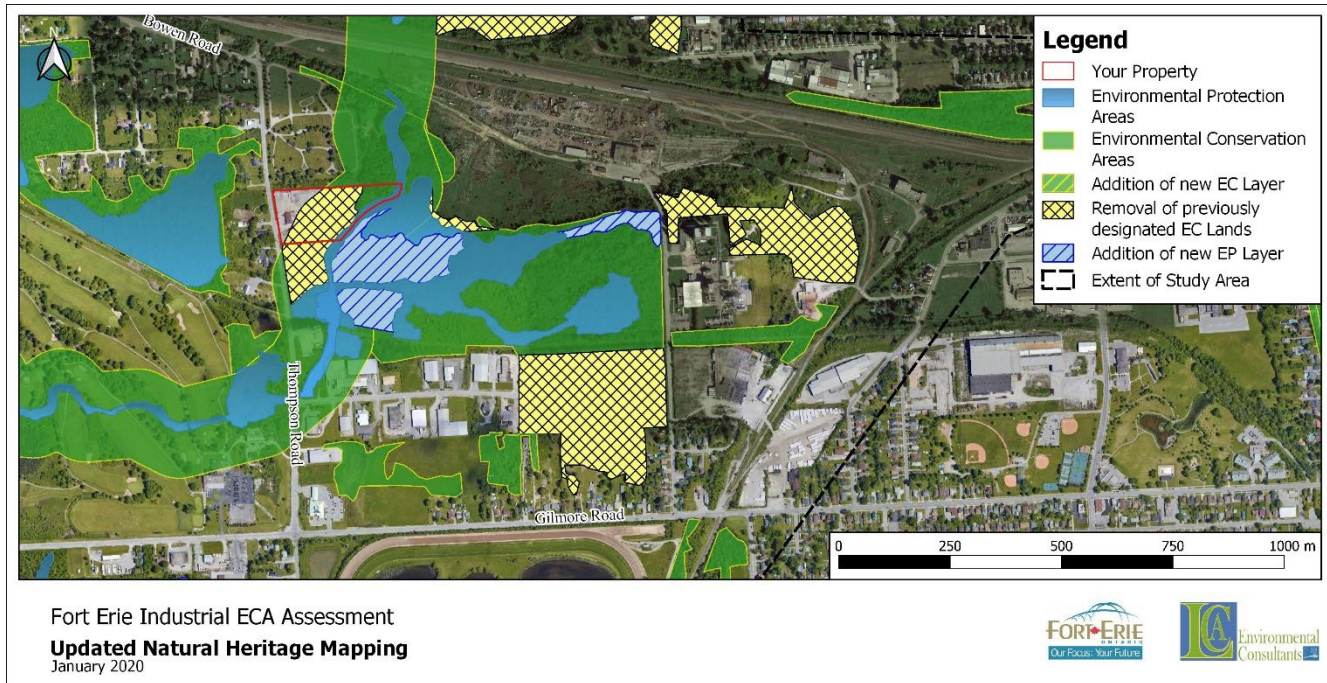 Bowen Road
N
Legend
Your Property
Environmental Protection
Areas
Environmental Conservation
Areas
Addition of new EC Layer
Removal of previously
designated EC Lands
Addition of new EP Layer
Extent of Study Area
Thompson Road
Gilmore Road
0 250 500 750 1000 m
Fort Erie Industrial ECA Assessment
Updated Natural Heritage Mapping
January 2020
FORT ERIE
ONTARIO
Our Focus: Your Future
LCA
Environmental
Consultants